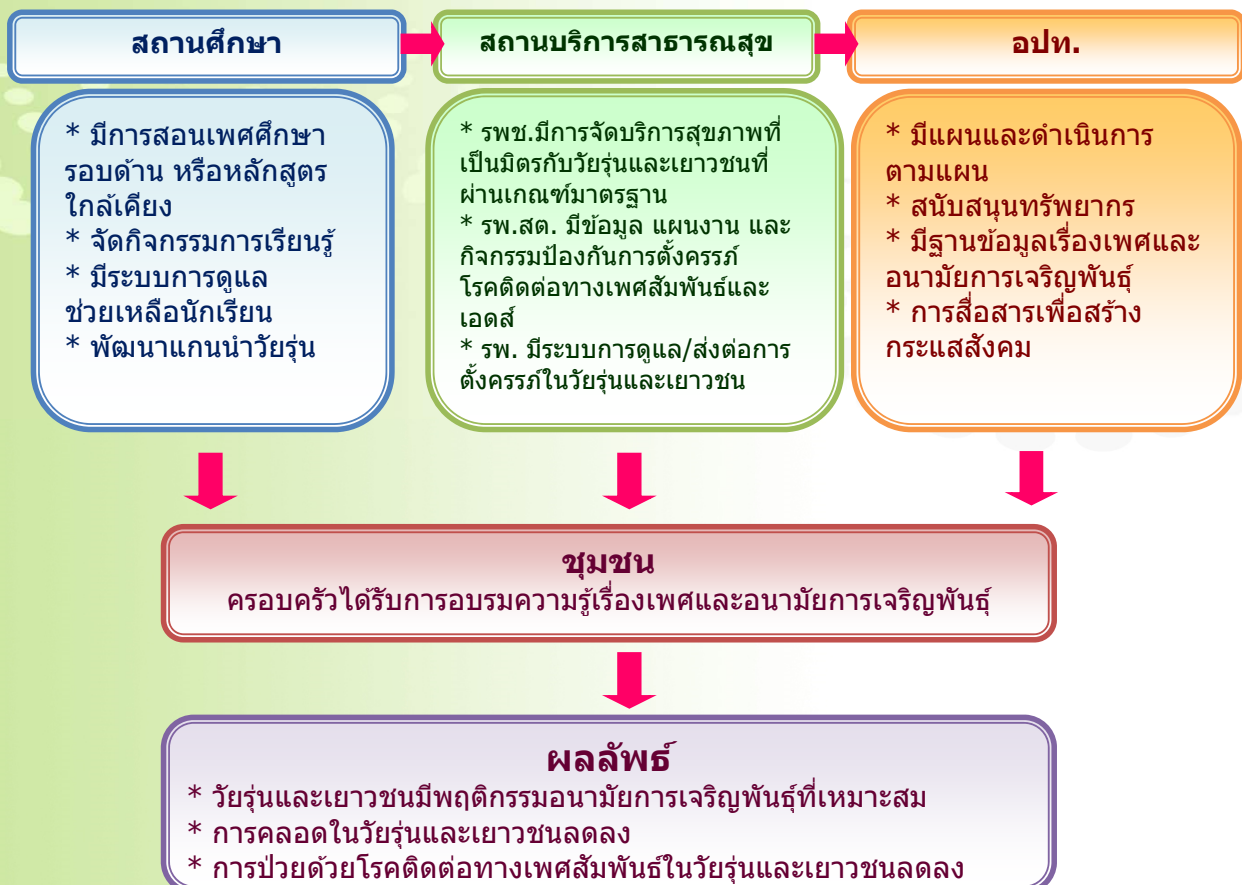 สถานศึกษา
สถานบริการสาธารณสุข
อปท.
* มีการสอนเพศศึกษา
รอบด้าน หรือหลักสูตร
ใกล้เคียง
* จัดกิจกรรมการเรียนรู้
* มีระบบการดูแล
ช่วยเหลือนักเรียน
* พัฒนาแกนนำวัยรุ่น
* รพช.มีการจัดบริการสุขภาพที่
เป็นมิตรกับวัยรุ่นและเยาวชนที่
ผ่านเกณฑ์มาตรฐาน
* รพ.สต. มีข้อมูล แผนงาน และ
กิจกรรมป้องกันการตั้งครรภ์
โรคติดต่อทางเพศสัมพันธ์และ
เอดส์
* รพ. มีระบบการดูแล/ส่งต่อการ
ตั้งครรภ์ในวัยรุ่นและเยาวชน
* มีแผนและดำเนินการ
ตามแผน
* สนับสนุนทรัพยากร
* มีฐานข้อมูลเรื่องเพศและ
อนามัยการเจริญพันธุ์
* การสื่อสารเพื่อสร้าง
กระแสสังคม
ชุมชน
ครอบครัวได้รับการอบรมความรู้เรื่องเพศและอนามัยการเจริญพันธุ์
ผลลัพธ์
* วัยรุ่นและเยาวชนมีพฤติกรรมอนามัยการเจริญพันธุ์ที่เหมาะสม
* การคลอดในวัยรุ่นและเยาวชนลดลง
* การป่วยด้วยโรคติดต่อทางเพศสัมพันธ์ในวัยรุ่นและเยาวชนลดลง